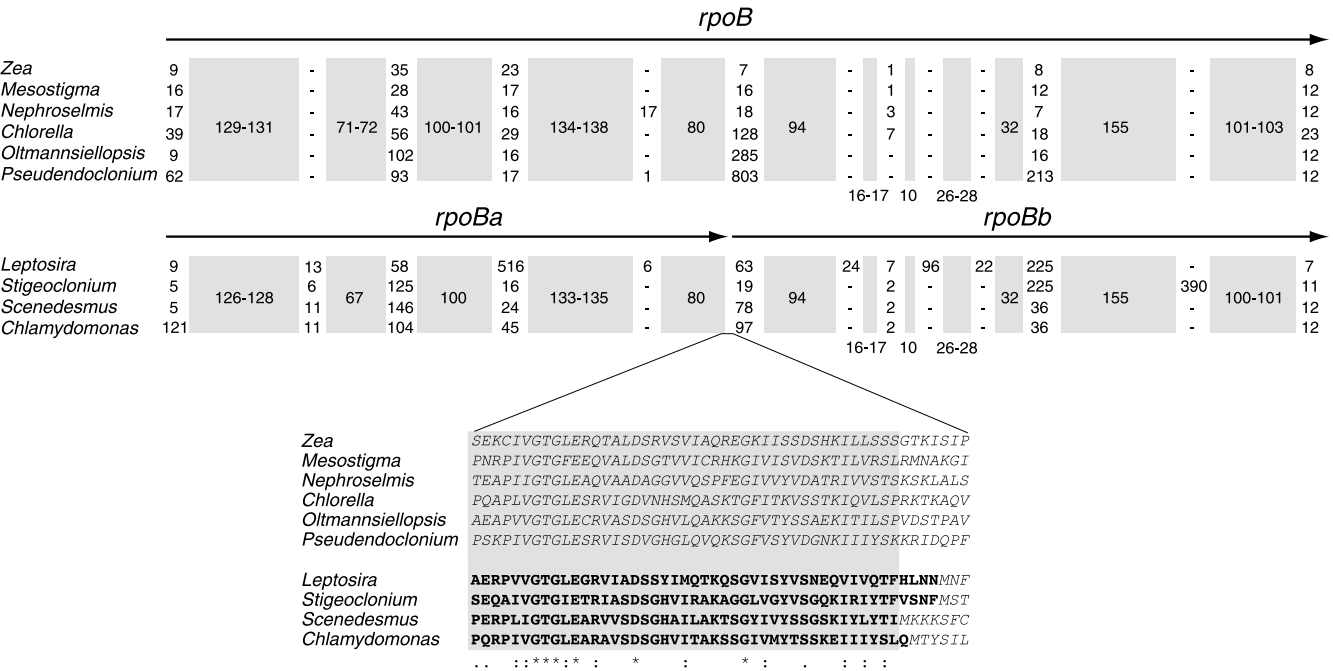 rpoB
Zea 9 - 35 23 - 7 - 1 - - 8 - 8
Mesostigma 16 - 28 17 - 16 - 1 - - 12 - 12
Nephroselmis 17 - 43 16 17 18 - 3 - - 7 - 12
129-131 71-72 100-101 134-138 80 94 32 155 101-103
Chlorella 39 - 56 29 - 128 - 7 - - 18 - 23
Oltmannsiellopsis 9 - 102 16 - 285 - - - - 16 - 12
Pseudendoclonium 62 - 93 17 1 803 - - - - 213 - 12
16-17 10 26-28
rpoBa rpoBb
Leptosira 9 13 58 516 6 63 24 7 96 22 225 - 7
Stigeoclonium 5 6 125 16 - 19 - 2 - - 225 390 11
126-128 67 100 133-135 80 94 32 155 100-101
Scenedesmus 5 11 146 24 - 78 - 2 - - 36 - 12
Chlamydomonas 121 11 104 45 - 97 - 2 - - 36 - 12
16-17 10 26-28
Zea SEKCIVGTGLERQTALDSRVSVIAQREGKIISSDSHKILLSSSGTKISIP
Mesostigma PNRPIVGTGFEEQVALDSGTVVICRHKGIVISVDSKTILVRSLRMNAKGI
Nephroselmis TEAPIIGTGLEAQVAADAGGVVQSPFEGIVVYVDATRIVVSTSKSKLALS
Chlorella PQAPLVGTGLESRVIGDVNHSMQASKTGFITKVSSTKIQVLSPRKTKAQV
Oltmannsiellopsis AEAPVVGTGLECRVASDSGHVLQAKKSGFVTYSSAEKITILSPVDSTPAV
Pseudendoclonium PSKPIVGTGLESRVISDVGHGLQVQKSGFVSYVDGNKIIIYSKKRIDQPF
Leptosira AERPVVGTGLEGRVIADSSYIMQTKQSGVISYVSNEQVIVQTFHLNNMNF
Stigeoclonium SEQAIVGTGIETRIASDSGHVIRAKAGGLVGYVSGQKIRIYTFVSNFMST
Scenedesmus PERPLIGTGLEARVVSDSGHAILAKTSGYIVYSSGSKIYLYTIMKKKSFC
Chlamydomonas PQRPIVGTGLEARAVSDSGHVITAKSSGIVMYTSSKEIIIYSLQMTYSIL
.. ::***:* : * : * : . : : :